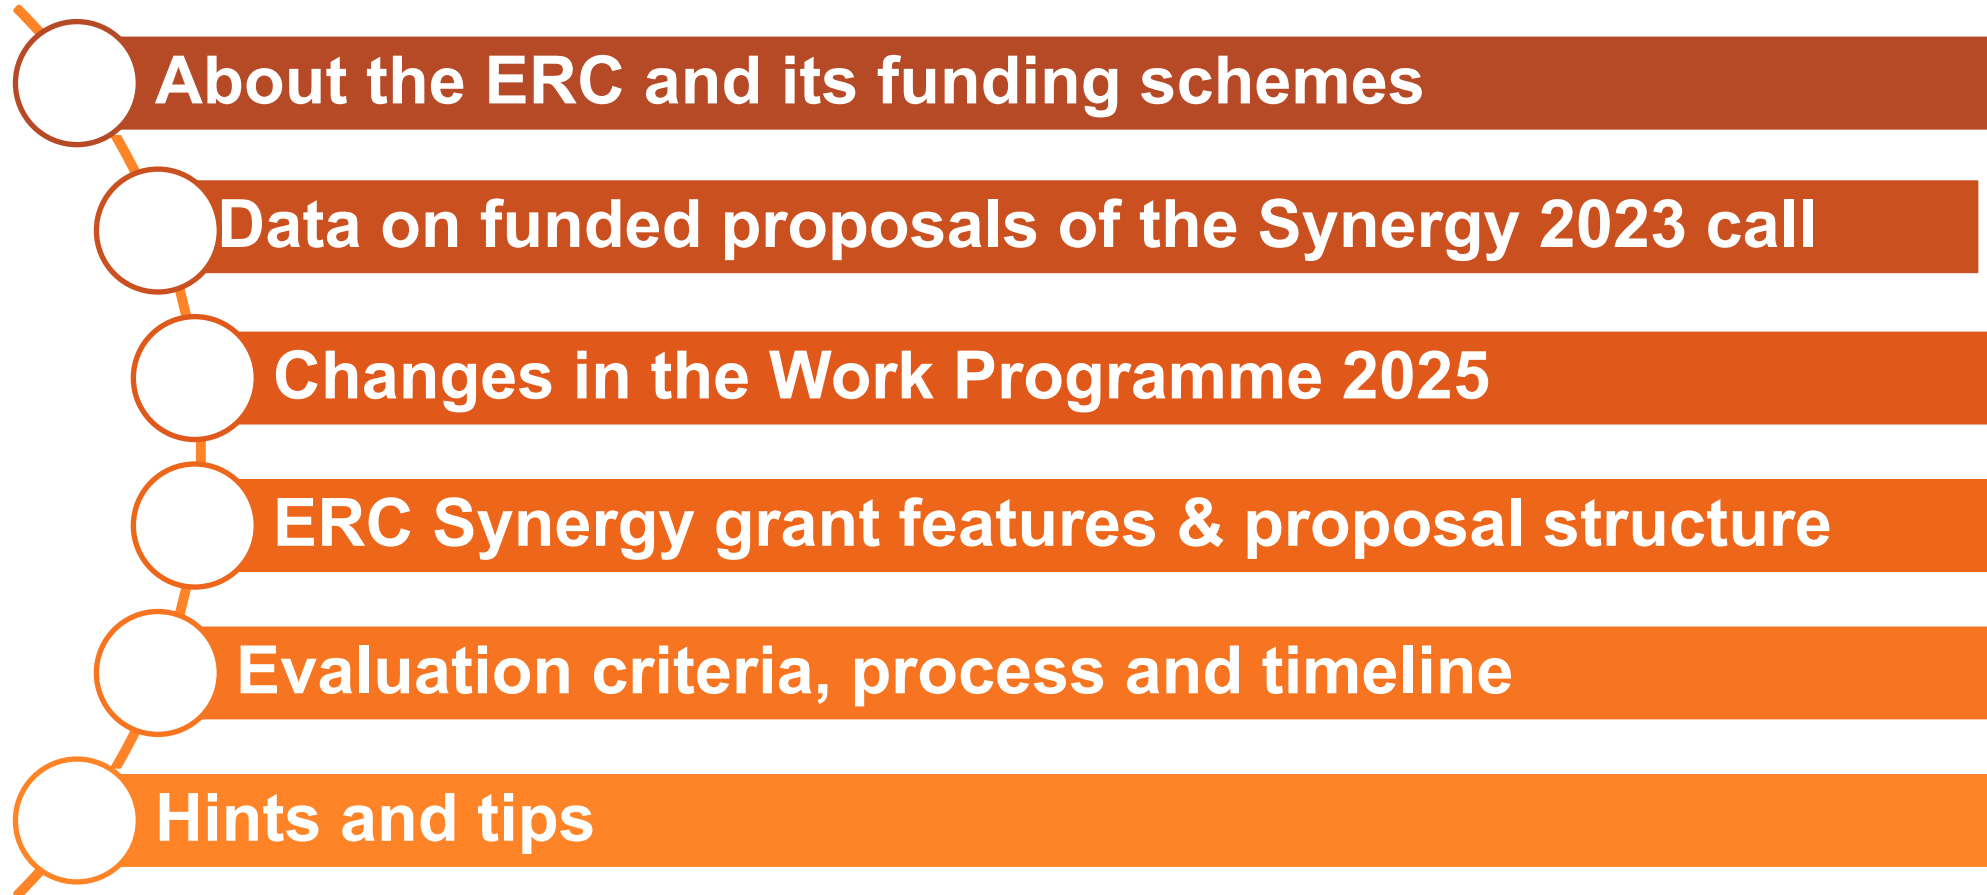 About the ERC and its funding schemes
Data on funded proposals of the Synergy 2023 call
Changes in the Work Programme 2025
ERC Synergy grant features & proposal structure
Evaluation criteria, process and timeline
Hints and tips